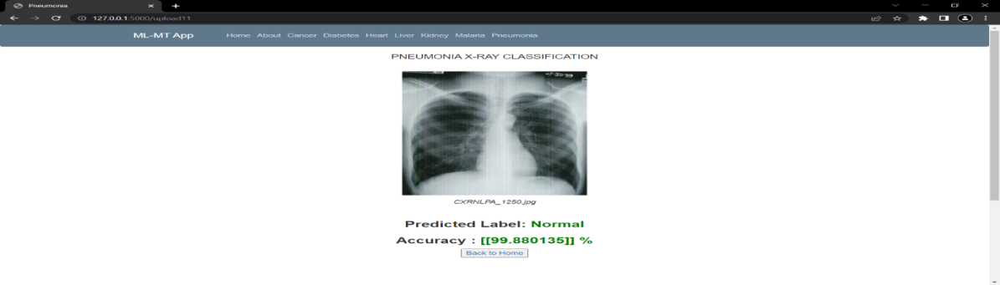 Pneumonia
127.0.0.1:5000/upload11
ML-MT App Home About Cancer Diabetes Heart Liver Kidney Malaria Pneumonia
PNEUMONIA X-RAY CLASSIFICATION
CXRNLPA_1250.jpg
Predicted Label: Normal
Accuracy : [[99.880135]] %
Back to Home